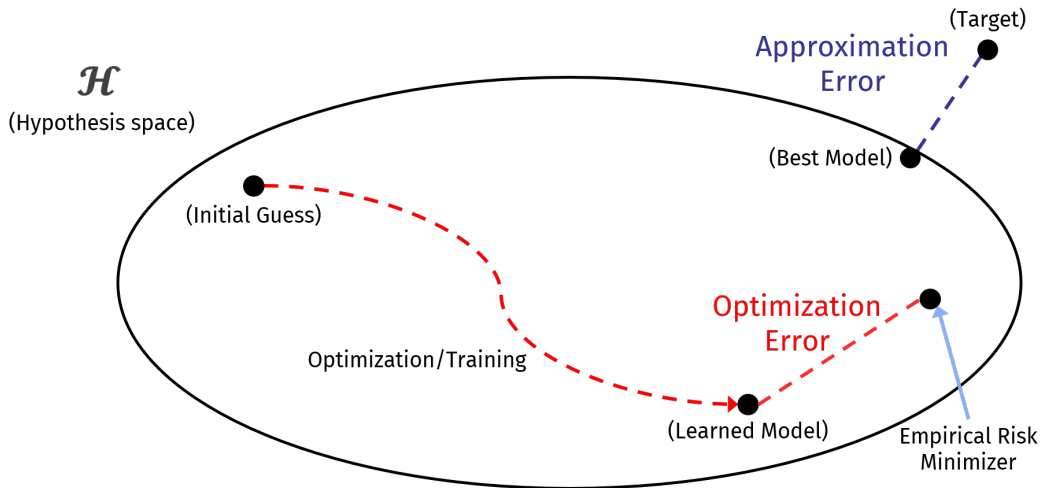 (Target)
Approximation
Error
ℋ
(Hypothesis space)
(Best Model)
(Initial Guess)
Optimization
Error
Optimization/Training
(Learned Model)
Empirical Risk
Minimizer